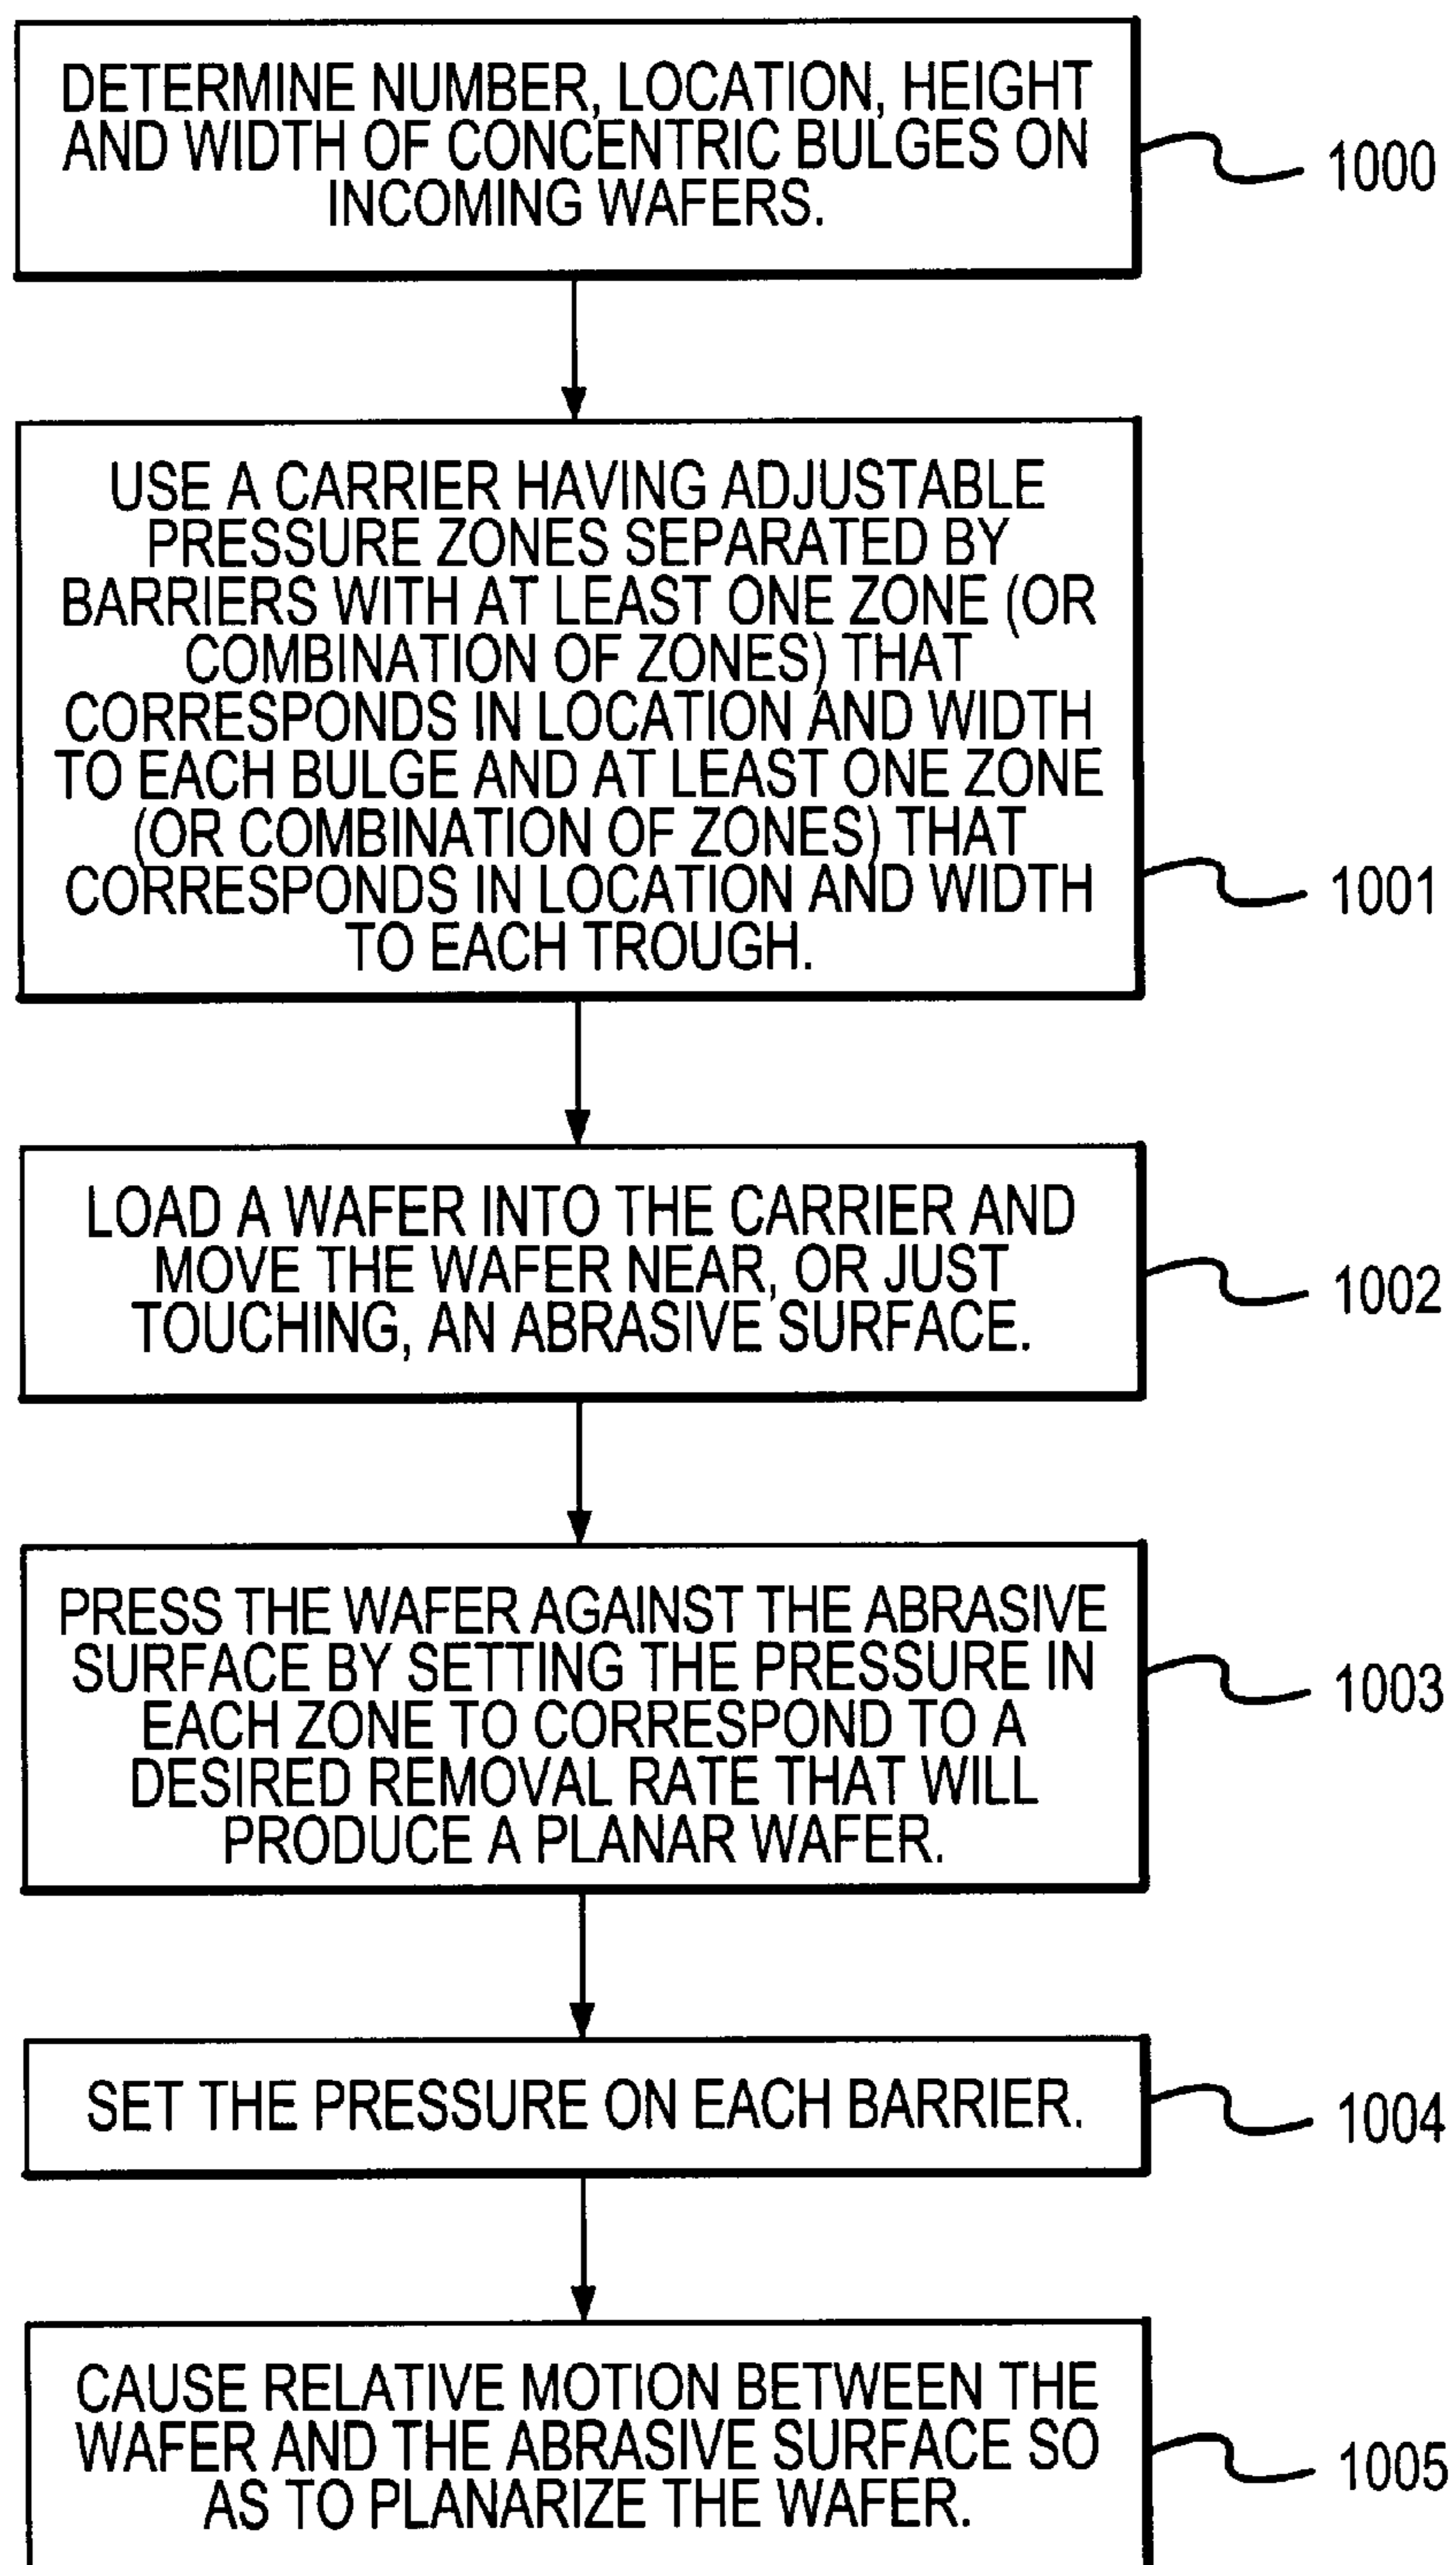 DETERMINE NUMBER, LOCATION, HEIGHT
AND WIDTH OF CONCENTRIC BULGES ON
INCOMING WAFERS.
1000
USE A CARRIER HAVING ADJUSTABLE
PRESSURE ZONES SEPARATED BY
BARRIERS WITH AT LEAST ONE ZONE (OR
COMBINATION OF ZONES) THAT
CORRESPONDS IN LOCATION AND WIDTH
TO EACH BULGE AND AT LEAST ONE ZONE
(OR COMBINATION OF ZONES) THAT
CORRESPONDS IN LOCATION AND WIDTH
TO EACH TROUGH.
1001
LOAD A WAFER INTO THE CARRIER AND
MOVE THE WAFER NEAR, OR JUST
TOUCHING, AN ABRASIVE SURFACE.
1002
PRESS THE WAFER AGAINST THE ABRASIVE
SURFACE BY SETTING THE PRESSURE IN
EACH ZONE TO CORRESPOND TO A
DESIRED REMOVAL RATE THAT WILL
PRODUCE A PLANAR WAFER.
1003
SET THE PRESSURE ON EACH BARRIER.
1004
CAUSE RELATIVE MOTION BETWEEN THE
WAFER AND THE ABRASIVE SURFACE SO
AS TO PLANARIZE THE WAFER.
1005